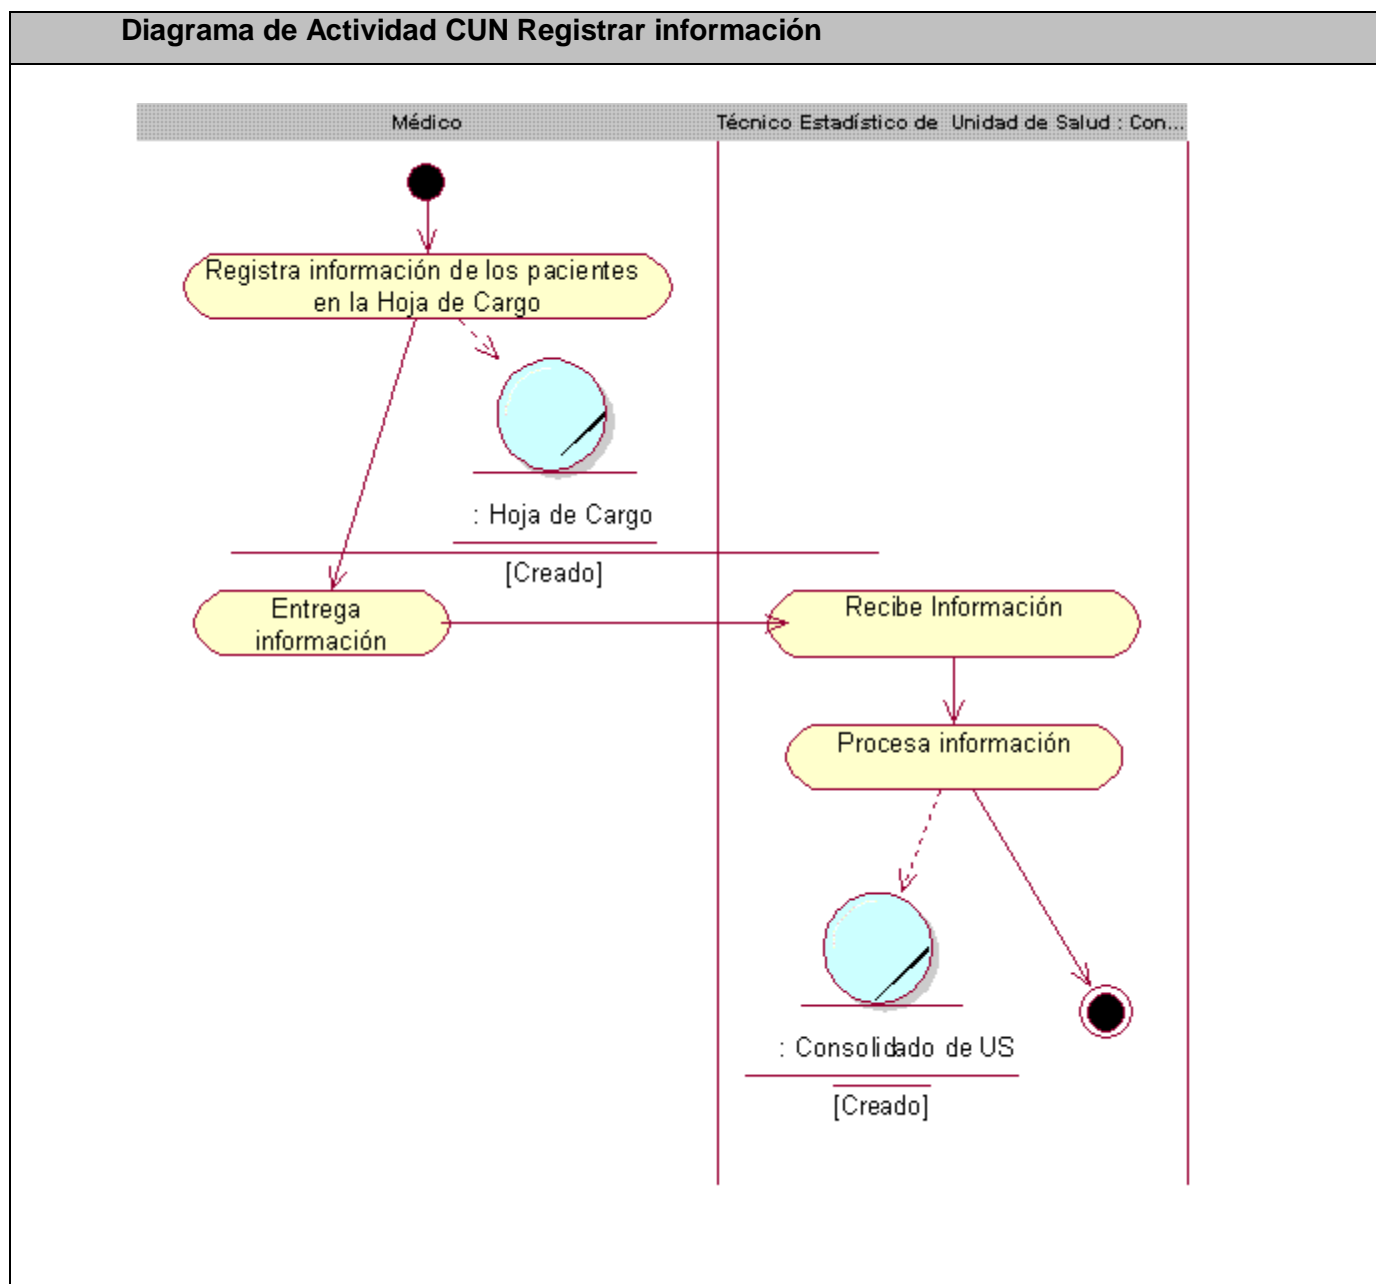 Diagrama de Actividad CUN Registrar información
Médico
Técnico Estadístico de Unidad de Salud : Con...
Registra información de los pacientes
en la Hoja de Cargo
: Hoja de Cargo
[Creado]
Entrega
información
Recibe Información
Procesa información
: Consolidado de US
[Creado]